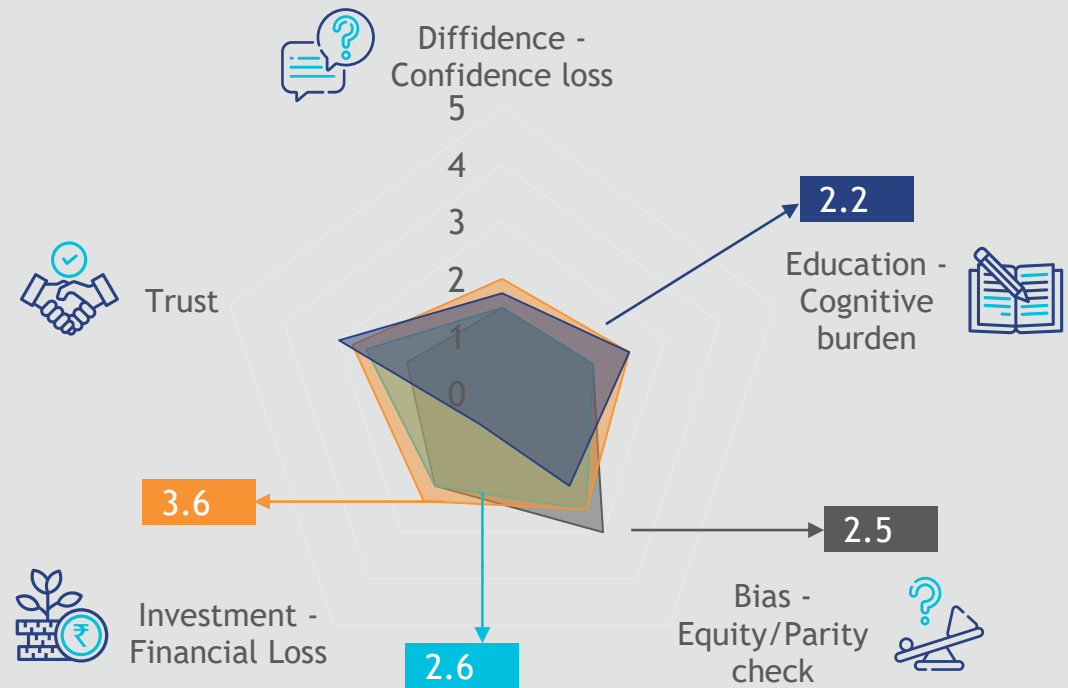 Diffidence -
Confidence loss
5
4
3
2
1
0
2.2
Education -
Cognitive
burden
Trust
3.6
2.5
Investment -
Financial Loss
₹
Bias -
Equity/Parity
check
2.6
?
?